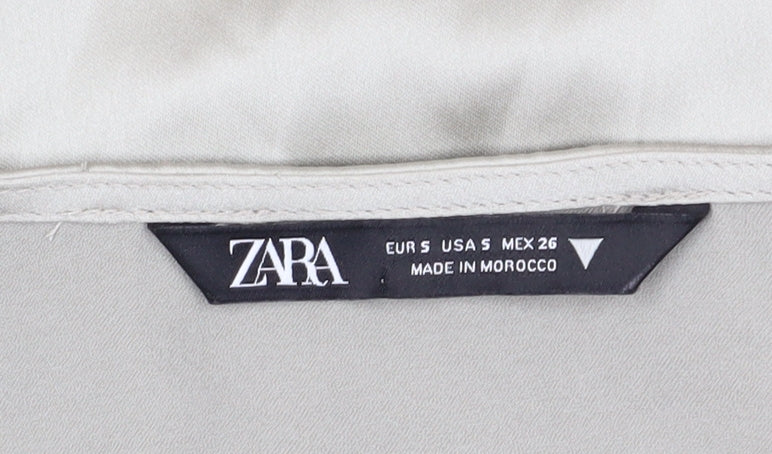 ZARA
EUR S USA S MEX 26
MADE IN MOROCCO